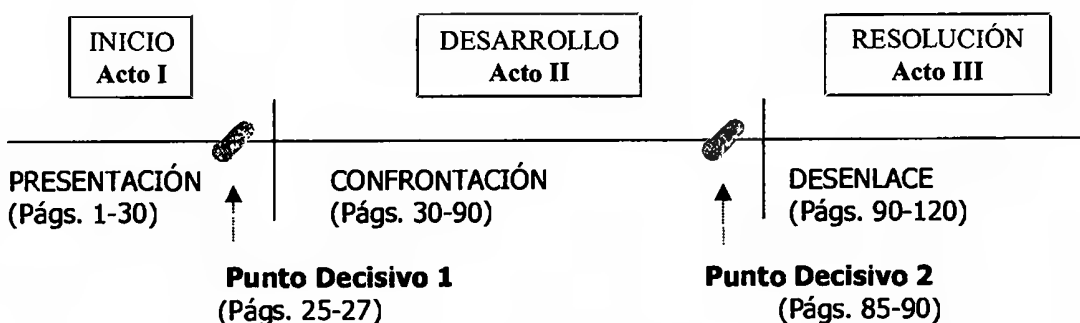 INICIO
Acto I
DESARROLLO
Acto II
RESOLUCIÓN
Acto III
PRESENTACIÓN
(Págs. 1-30)
CONFRONTACIÓN
(Págs. 30-90)
DESENLACE
(Págs. 90-120)
Punto Decisivo 1
(Págs. 25-27)
Punto Decisivo 2
(Págs. 85-90)